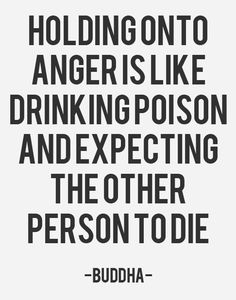 HOLDING ONTO
ANGER IS LIKE
DRINKING POISON
AND EXPECTING
THE OTHER
PERSON TO DIE
-BUDDHA-